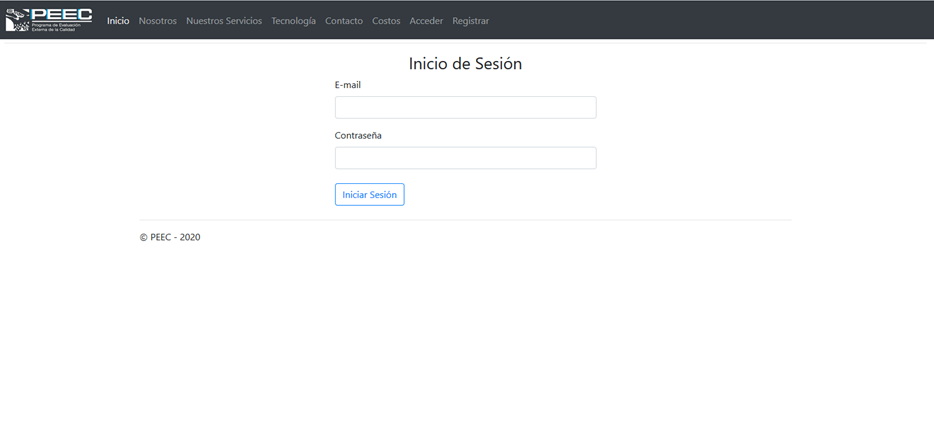 PEEC
Programa de Evaluación
Externa de la Calidad
Inicio Nosotros Nuestros Servicios Tecnología Contacto Costos Acceder Registrar
Inicio de Sesión
E-mail
Contraseña
Iniciar Sesión
© PEEC - 2020